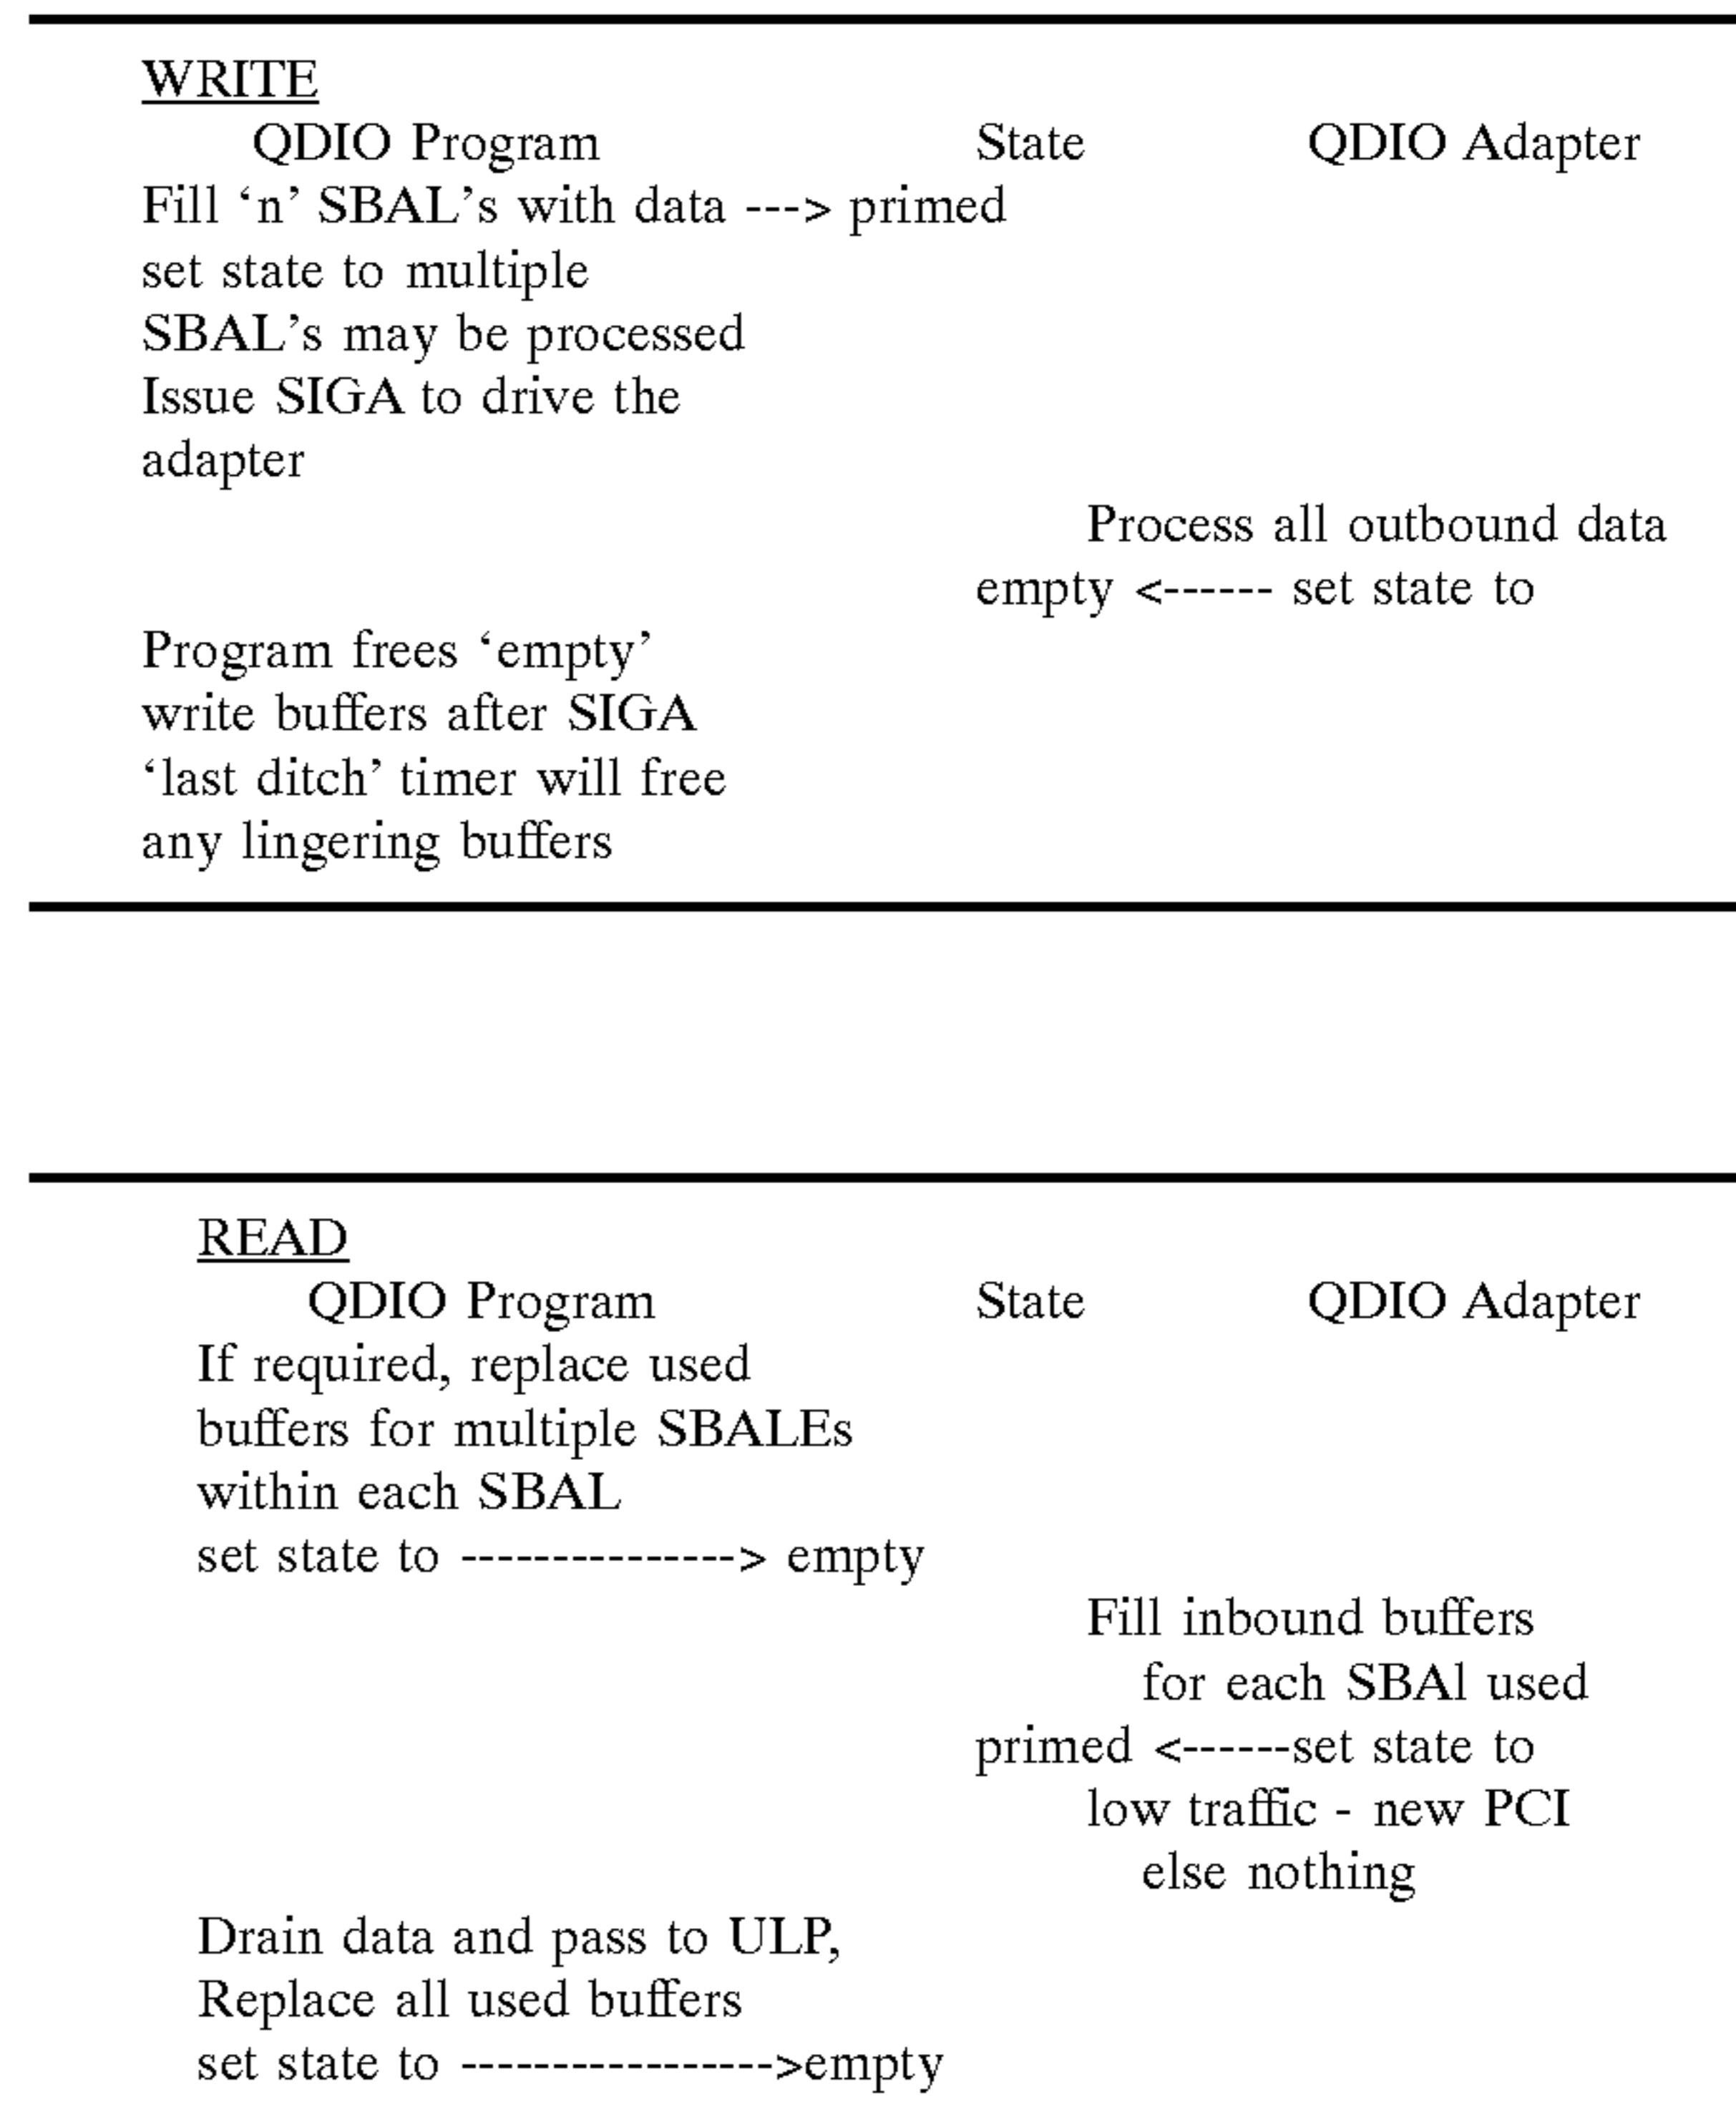 WRITE
QDIO Program State QDIO Adapter
Fill ‘n’ SBAL’s with data ---> primed
set state to multiple
SBAL’s may be processed
Issue SIGA to drive the
adapter
Process all outbound data
empty <------ set state to
Program frees ‘empty’
write buffers after SIGA
‘last ditch’ timer will free
any lingering buffers
READ
QDIO Program State QDIO Adapter
If required, replace used
buffers for multiple SBALEs
within each SBAL
set state to ---------------> empty
Fill inbound buffers
for each SBAl used
primed <------set state to
low traffic - new PCI
else nothing
Drain data and pass to ULP,
Replace all used buffers
set state to ----------------->empty